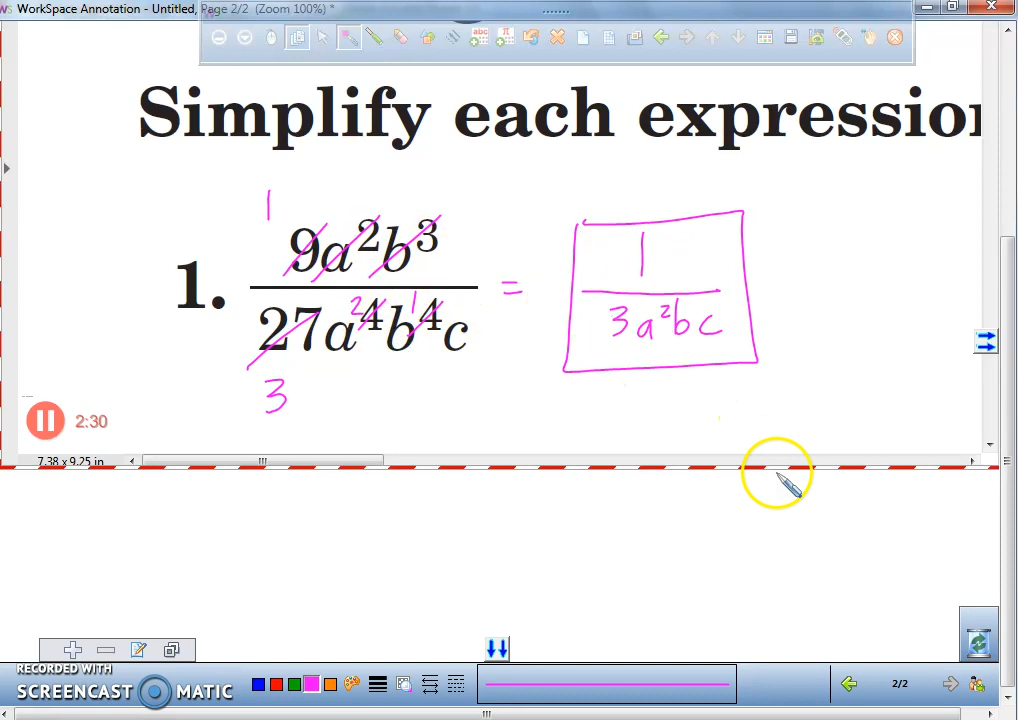 WorkSpace Annotation - Untitled, Page 2/2 (Zoom 100%) *
Simplify each expression
1
1. 9a²b³ / 27a⁴b⁴c = 1 / 3a²bc
2 1
3
2:30
7.38 x 9.25 in
RECORDED WITH
SCREENCAST MATIC
2/2